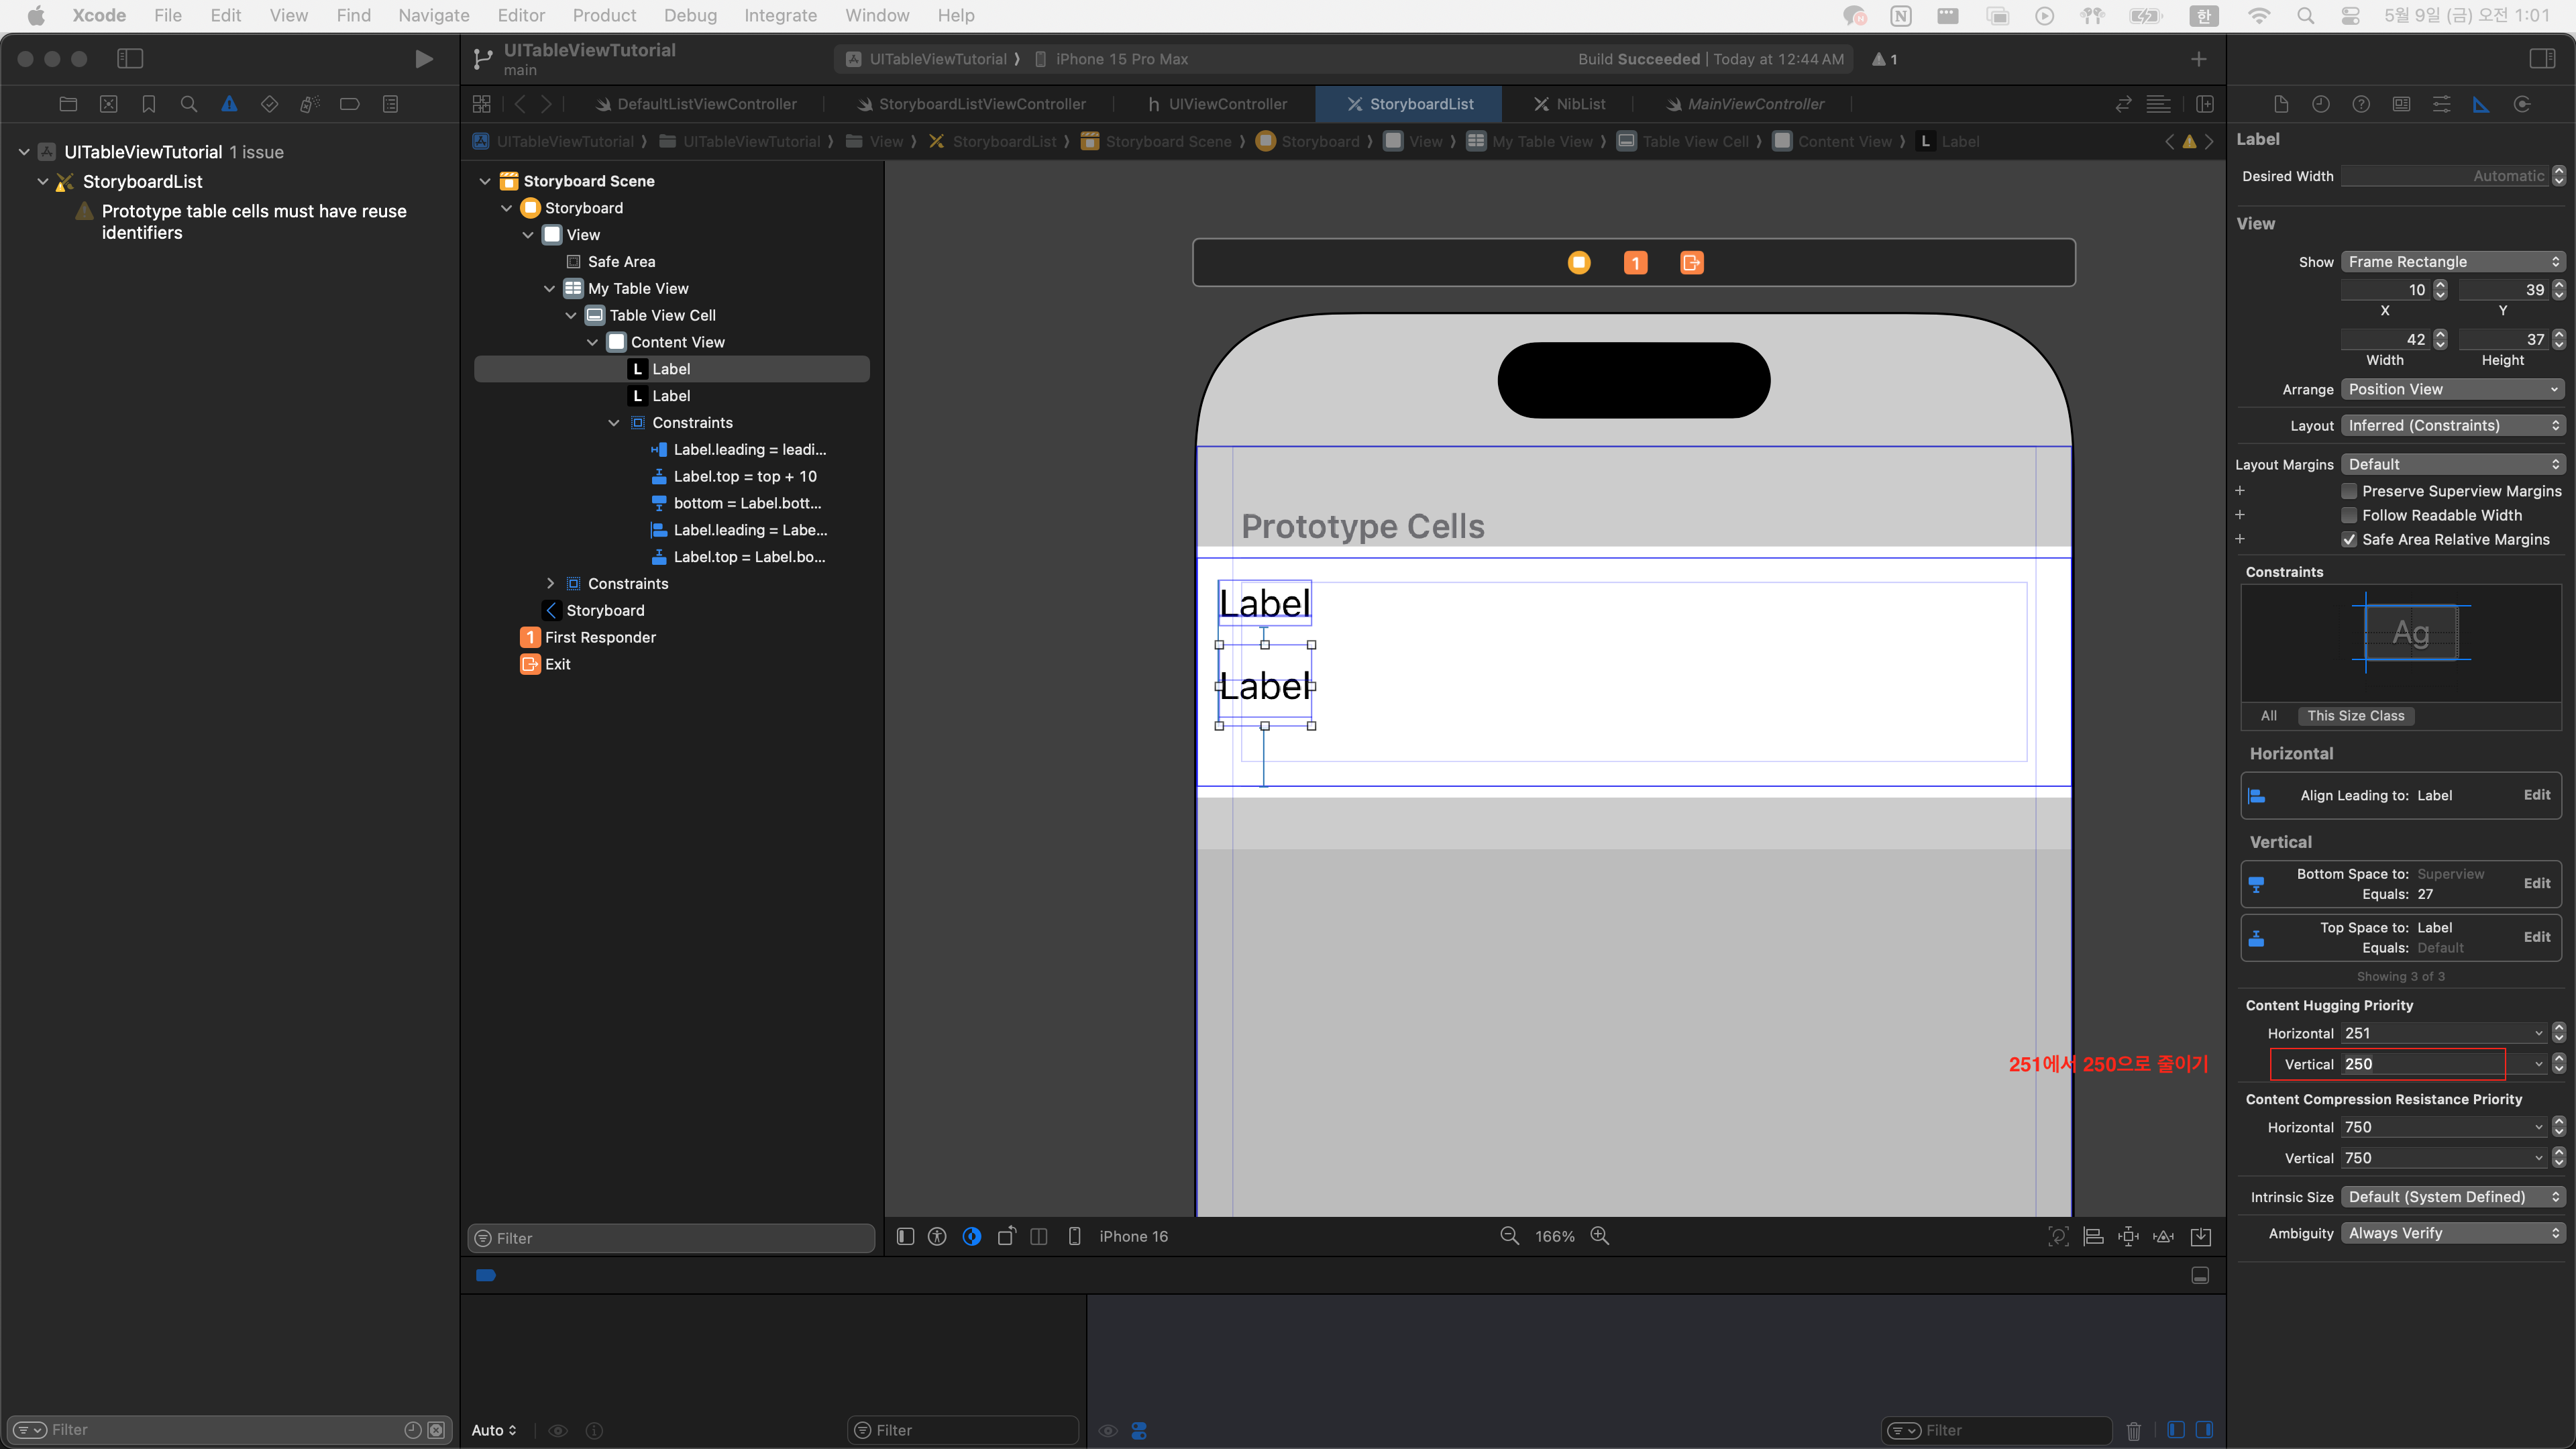 Xcode File Edit View Find Navigate Editor Product Debug Integrate Window Help
N
한
5월 9일 (금) 오전 1:01
UITableViewTutorial
main
UITableViewTutorial ⟩ iPhone 15 Pro Max
Build Succeeded | Today at 12:44 AM
1
DefaultListViewController
StoryboardListViewController
h UIViewController
StoryboardList
NibList
MainViewController
UITableViewTutorial ⟩ UITableViewTutorial ⟩ View ⟩ StoryboardList ⟩ Storyboard Scene ⟩ Storyboard ⟩ View ⟩ My Table View ⟩ Table View Cell ⟩ Content View ⟩ L Label
UITableViewTutorial 1 issue
StoryboardList
Prototype table cells must have reuse
identifiers
Storyboard Scene
Storyboard
View
Safe Area
My Table View
Table View Cell
Content View
L Label
L Label
Constraints
Label.leading = leadi...
Label.top = top + 10
bottom = Label.bott...
Label.leading = Labe...
Label.top = Label.bo...
Constraints
Storyboard
1 First Responder
Exit
Filter
1
Prototype Cells
Label
Label
251에서 250으로 줄이기
iPhone 16
166%
Label
Desired Width Automatic
View
Show Frame Rectangle
10 39
X Y
42 37
Width Height
Arrange Position View
Layout Inferred (Constraints)
Layout Margins Default
Preserve Superview Margins
Follow Readable Width
Safe Area Relative Margins
Constraints
Ag
All This Size Class
Horizontal
Align Leading to: Label Edit
Vertical
Bottom Space to: Superview
Equals: 27
Edit
Top Space to: Label
Equals: Default
Edit
Showing 3 of 3
Content Hugging Priority
Horizontal 251
Vertical 250
Content Compression Resistance Priority
Horizontal 750
Vertical 750
Intrinsic Size Default (System Defined)
Ambiguity Always Verify
Filter
Auto
Filter
Filter